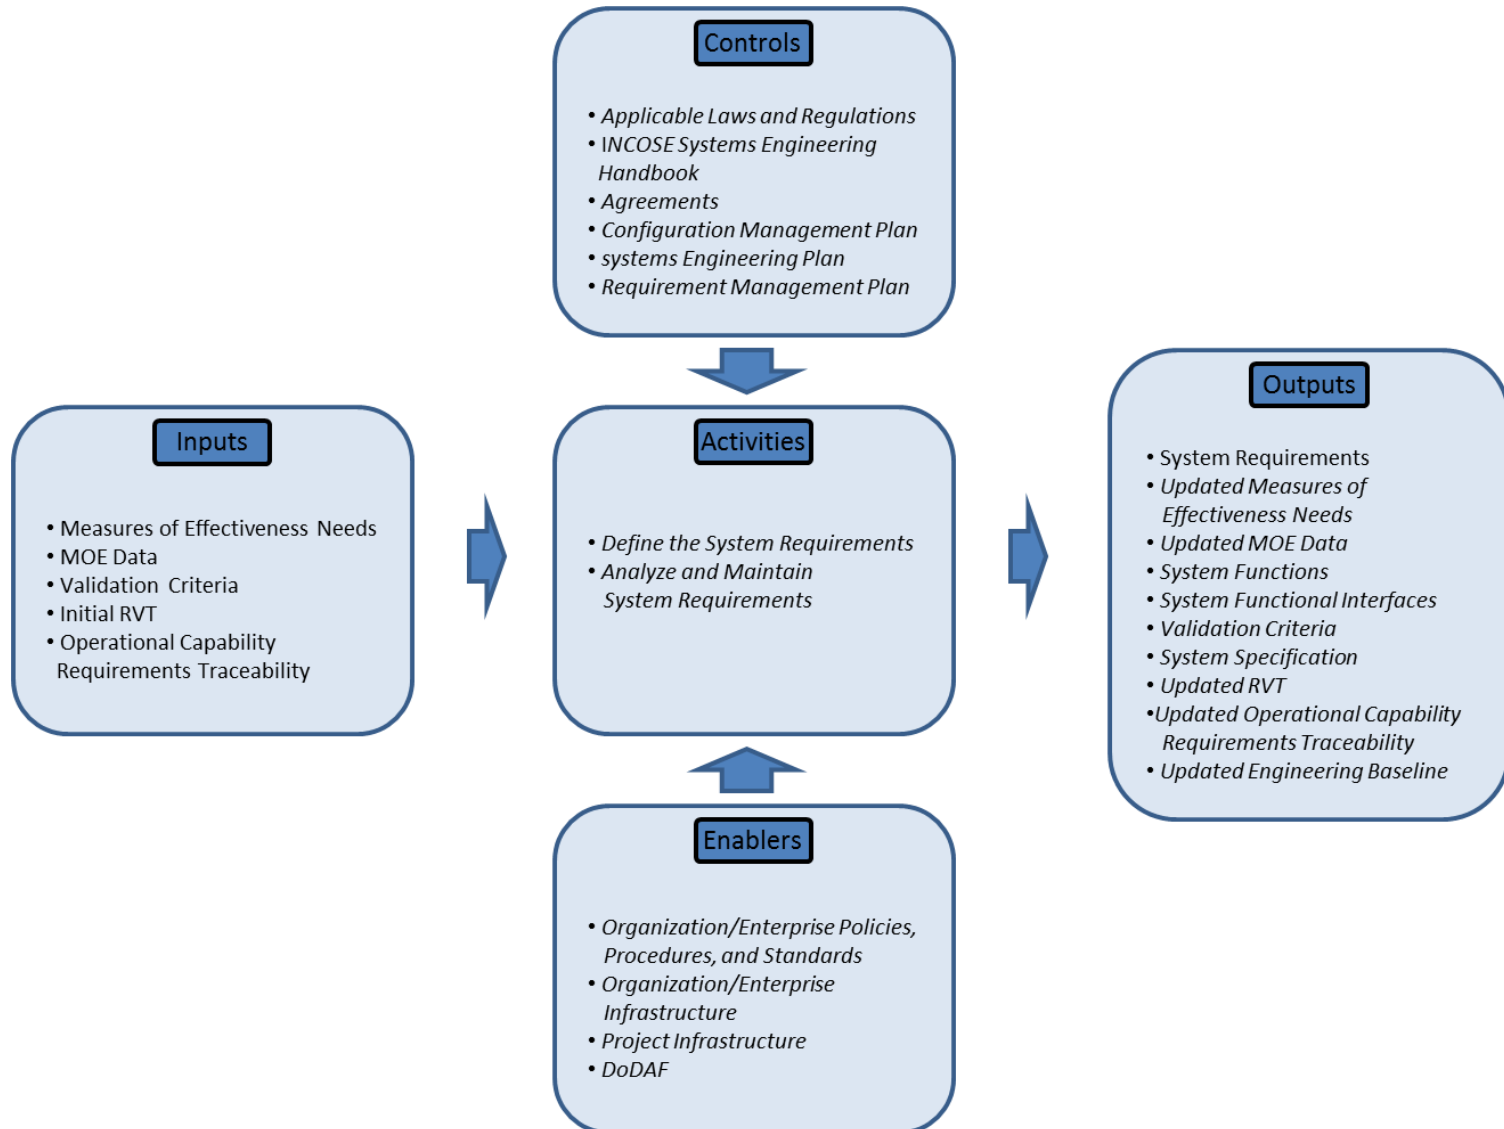 Controls
• Applicable Laws and Regulations
• INCOSE Systems Engineering
Handbook
• Agreements
• Configuration Management Plan
• systems Engineering Plan
• Requirement Management Plan
Inputs
• Measures of Effectiveness Needs
• MOE Data
• Validation Criteria
• Initial RVT
• Operational Capability
Requirements Traceability
Activities
• Define the System Requirements
• Analyze and Maintain
System Requirements
Outputs
• System Requirements
• Updated Measures of
Effectiveness Needs
• Updated MOE Data
• System Functions
• System Functional Interfaces
• Validation Criteria
• System Specification
• Updated RVT
•Updated Operational Capability
Requirements Traceability
• Updated Engineering Baseline
Enablers
• Organization/Enterprise Policies,
Procedures, and Standards
• Organization/Enterprise
Infrastructure
• Project Infrastructure
• DoDAF